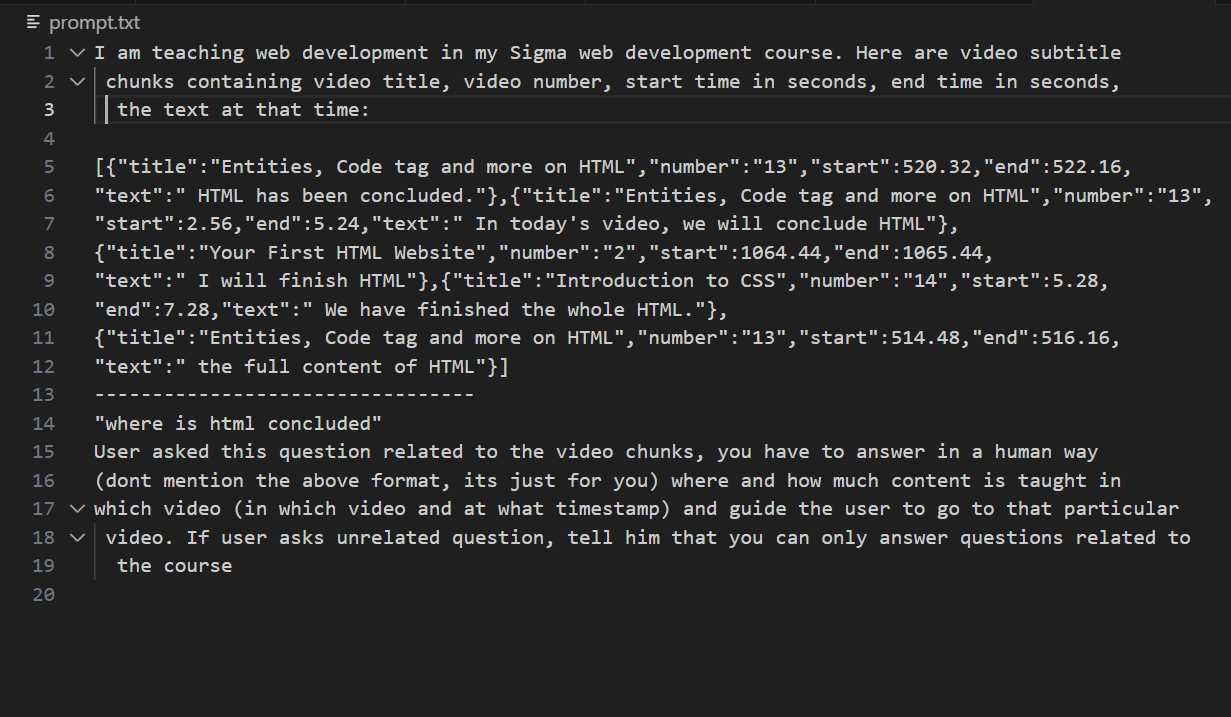 prompt.txt
1 I am teaching web development in my Sigma web development course. Here are video subtitle
2 chunks containing video title, video number, start time in seconds, end time in seconds,
3 the text at that time:
4
5 [{"title":"Entities, Code tag and more on HTML","number":"13","start":520.32,"end":522.16,
6 "text":" HTML has been concluded."},{"title":"Entities, Code tag and more on HTML","number":"13",
7 "start":2.56,"end":5.24,"text":" In today's video, we will conclude HTML"},
8 {"title":"Your First HTML Website","number":"2","start":1064.44,"end":1065.44,
9 "text":" I will finish HTML"},{"title":"Introduction to CSS","number":"14","start":5.28,
10 "end":7.28,"text":" We have finished the whole HTML."},
11 {"title":"Entities, Code tag and more on HTML","number":"13","start":514.48,"end":516.16,
12 "text":" the full content of HTML"}]
13 ---------------------------------
14 "where is html concluded"
15 User asked this question related to the video chunks, you have to answer in a human way
16 (dont mention the above format, its just for you) where and how much content is taught in
17 which video (in which video and at what timestamp) and guide the user to go to that particular
18 video. If user asks unrelated question, tell him that you can only answer questions related to
19 the course
20